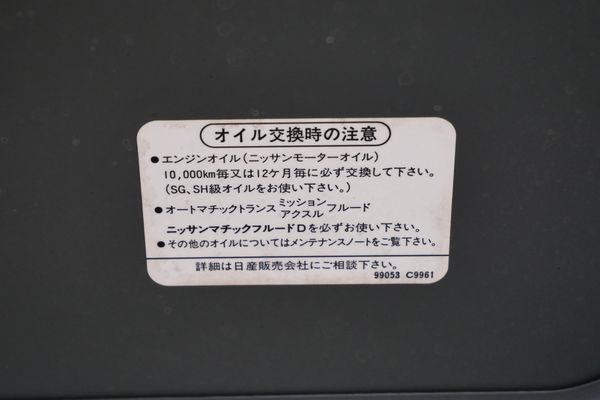 オイル交換時の注意
●エンジンオイル(ニッサンモーターオイル)
10,000km毎又は12ケ月毎に必ず交換して下さい。
(SG、SH級オイルをお使い下さい。)
●オートマチックトランスミッション
アクスルフルード
ニッサンマチックフルードDを必ずお使い下さい。
●その他のオイルについてはメンテナンスノートをご覧下さい。
詳細は日産販売会社にご相談下さい。
99053 C9961